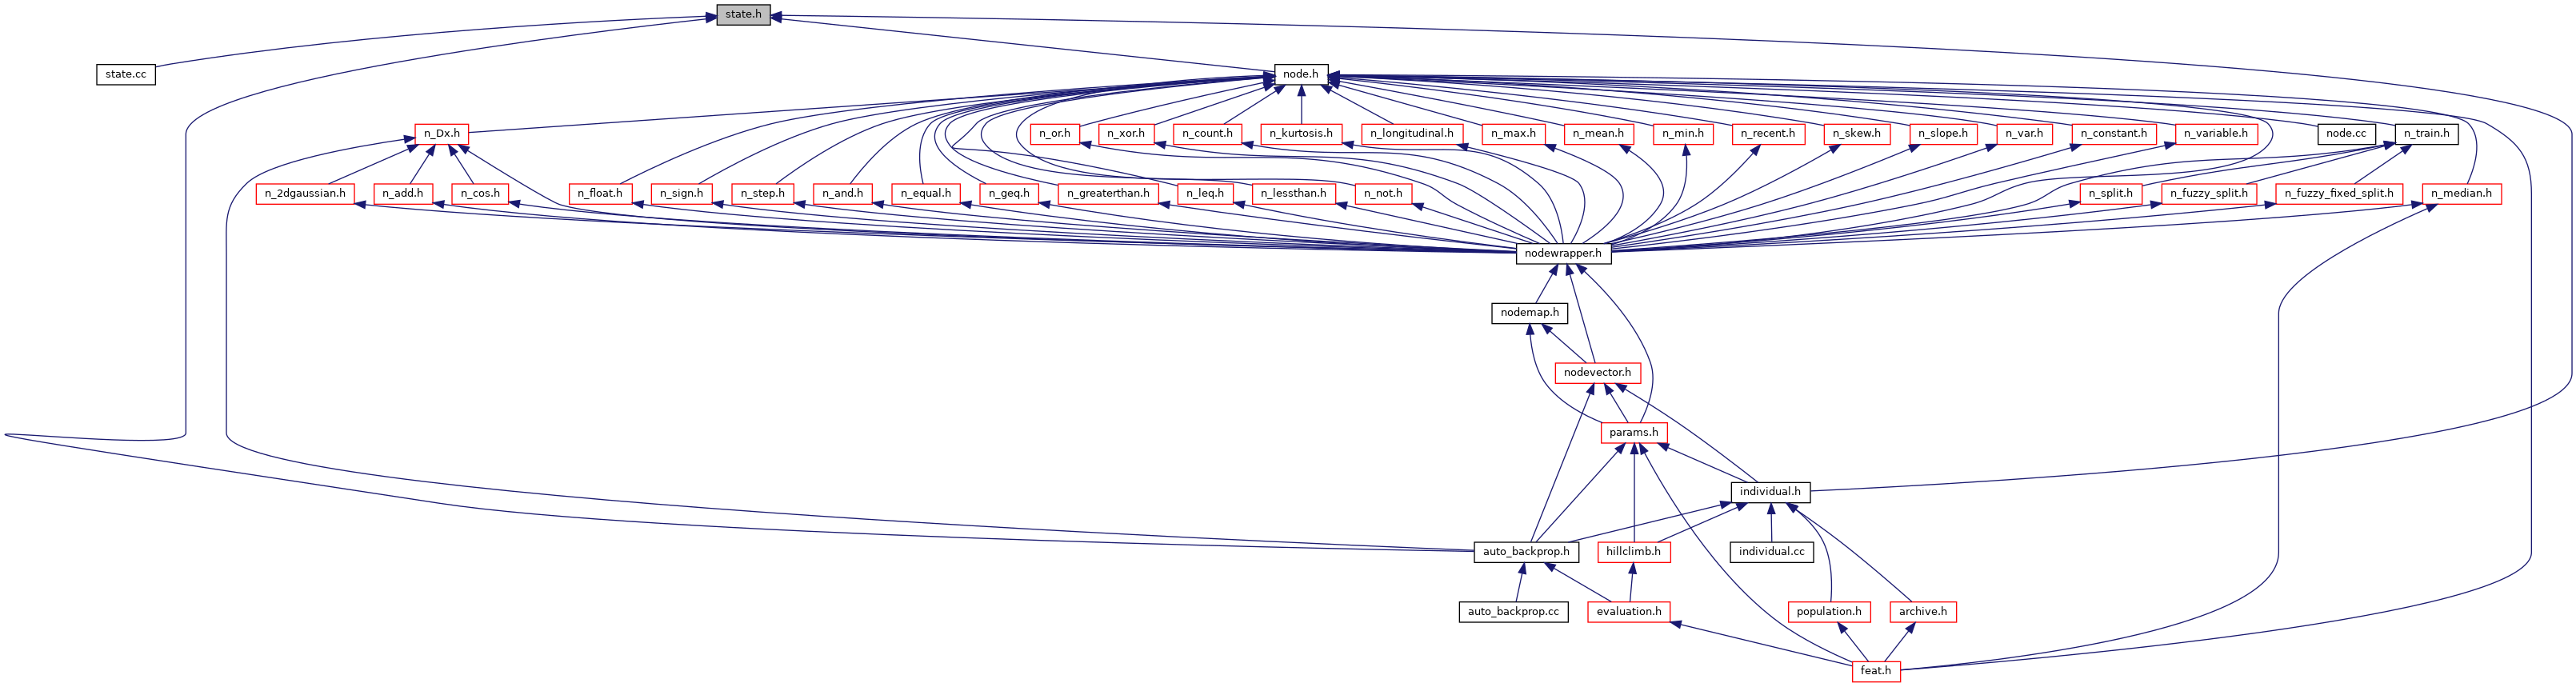 state.h
state.cc
node.h
n_Dx.h
n_or.h
n_xor.h
n_count.h
n_kurtosis.h
n_longitudinal.h
n_max.h
n_mean.h
n_min.h
n_recent.h
n_skew.h
n_slope.h
n_var.h
n_constant.h
n_variable.h
node.cc
n_train.h
n_2dgaussian.h
n_add.h
n_cos.h
n_float.h
n_sign.h
n_step.h
n_and.h
n_equal.h
n_geq.h
n_greaterthan.h
n_leq.h
n_lessthan.h
n_not.h
n_split.h
n_fuzzy_split.h
n_fuzzy_fixed_split.h
n_median.h
nodewrapper.h
nodemap.h
nodevector.h
params.h
individual.h
auto_backprop.h
hillclimb.h
individual.cc
auto_backprop.cc
evaluation.h
population.h
archive.h
feat.h